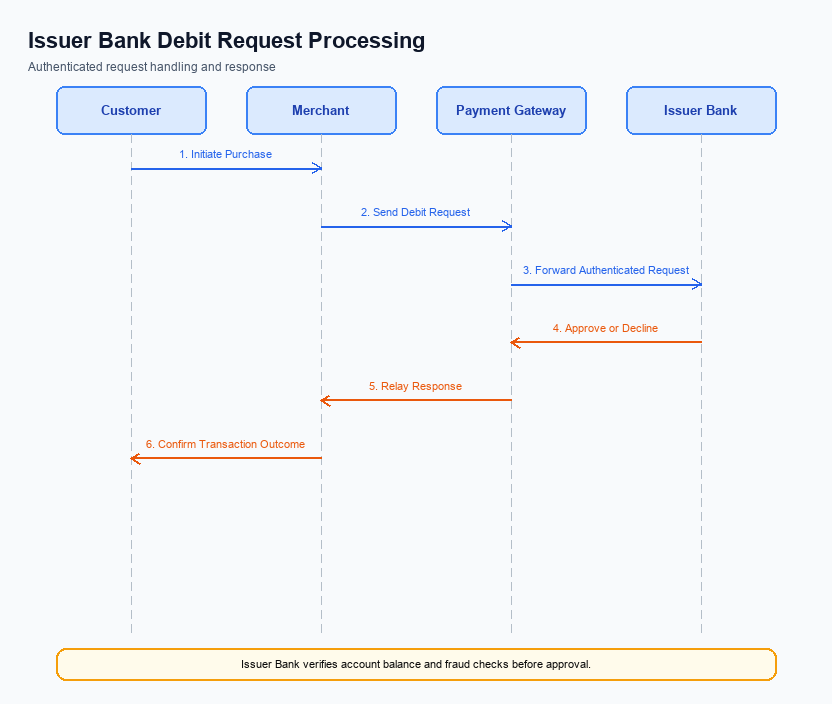 Issuer Bank Debit Request Processing
Authenticated request handling and response
Customer
Merchant
Payment Gateway
Issuer Bank
1. Initiate Purchase
2. Send Debit Request
3. Forward Authenticated Request
4. Approve or Decline
5. Relay Response
6. Confirm Transaction Outcome
Issuer Bank verifies account balance and fraud checks before approval.